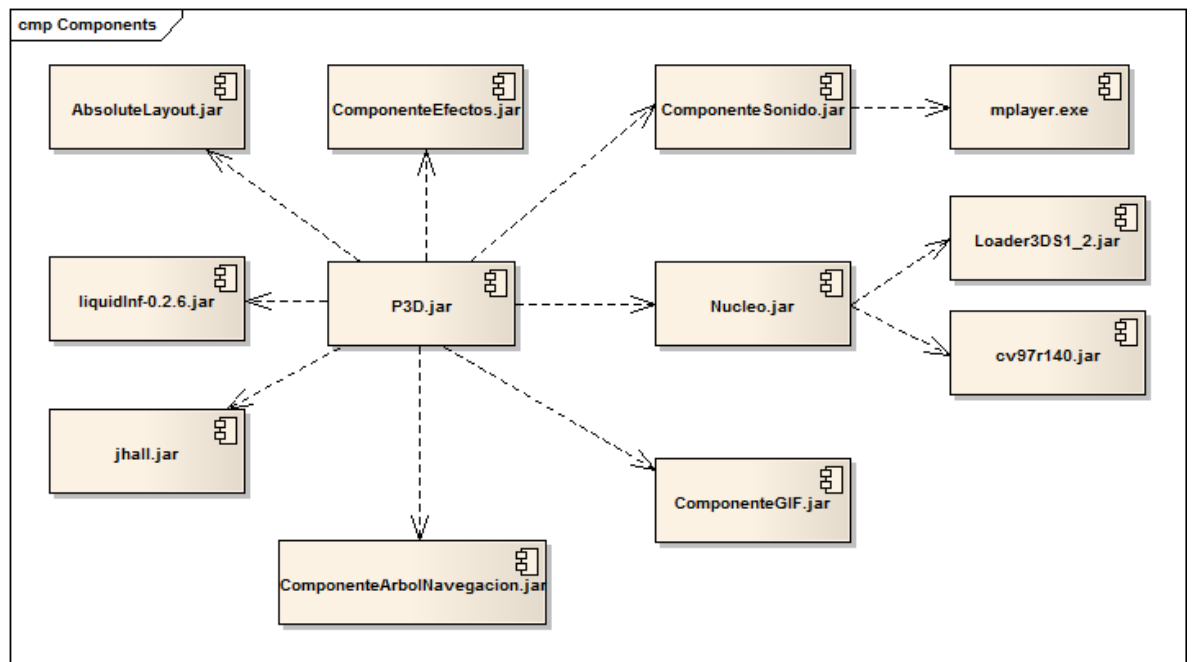 cmp Components
AbsoluteLayout.jar
ComponenteEfectos.jar
ComponenteSonido.jar
mplayer.exe
Loader3DS1_2.jar
liquidlnf-0.2.6.jar
P3D.jar
Nucleo.jar
cv97r140.jar
jhall.jar
ComponenteGIF.jar
ComponenteArbolNavegacion.jar